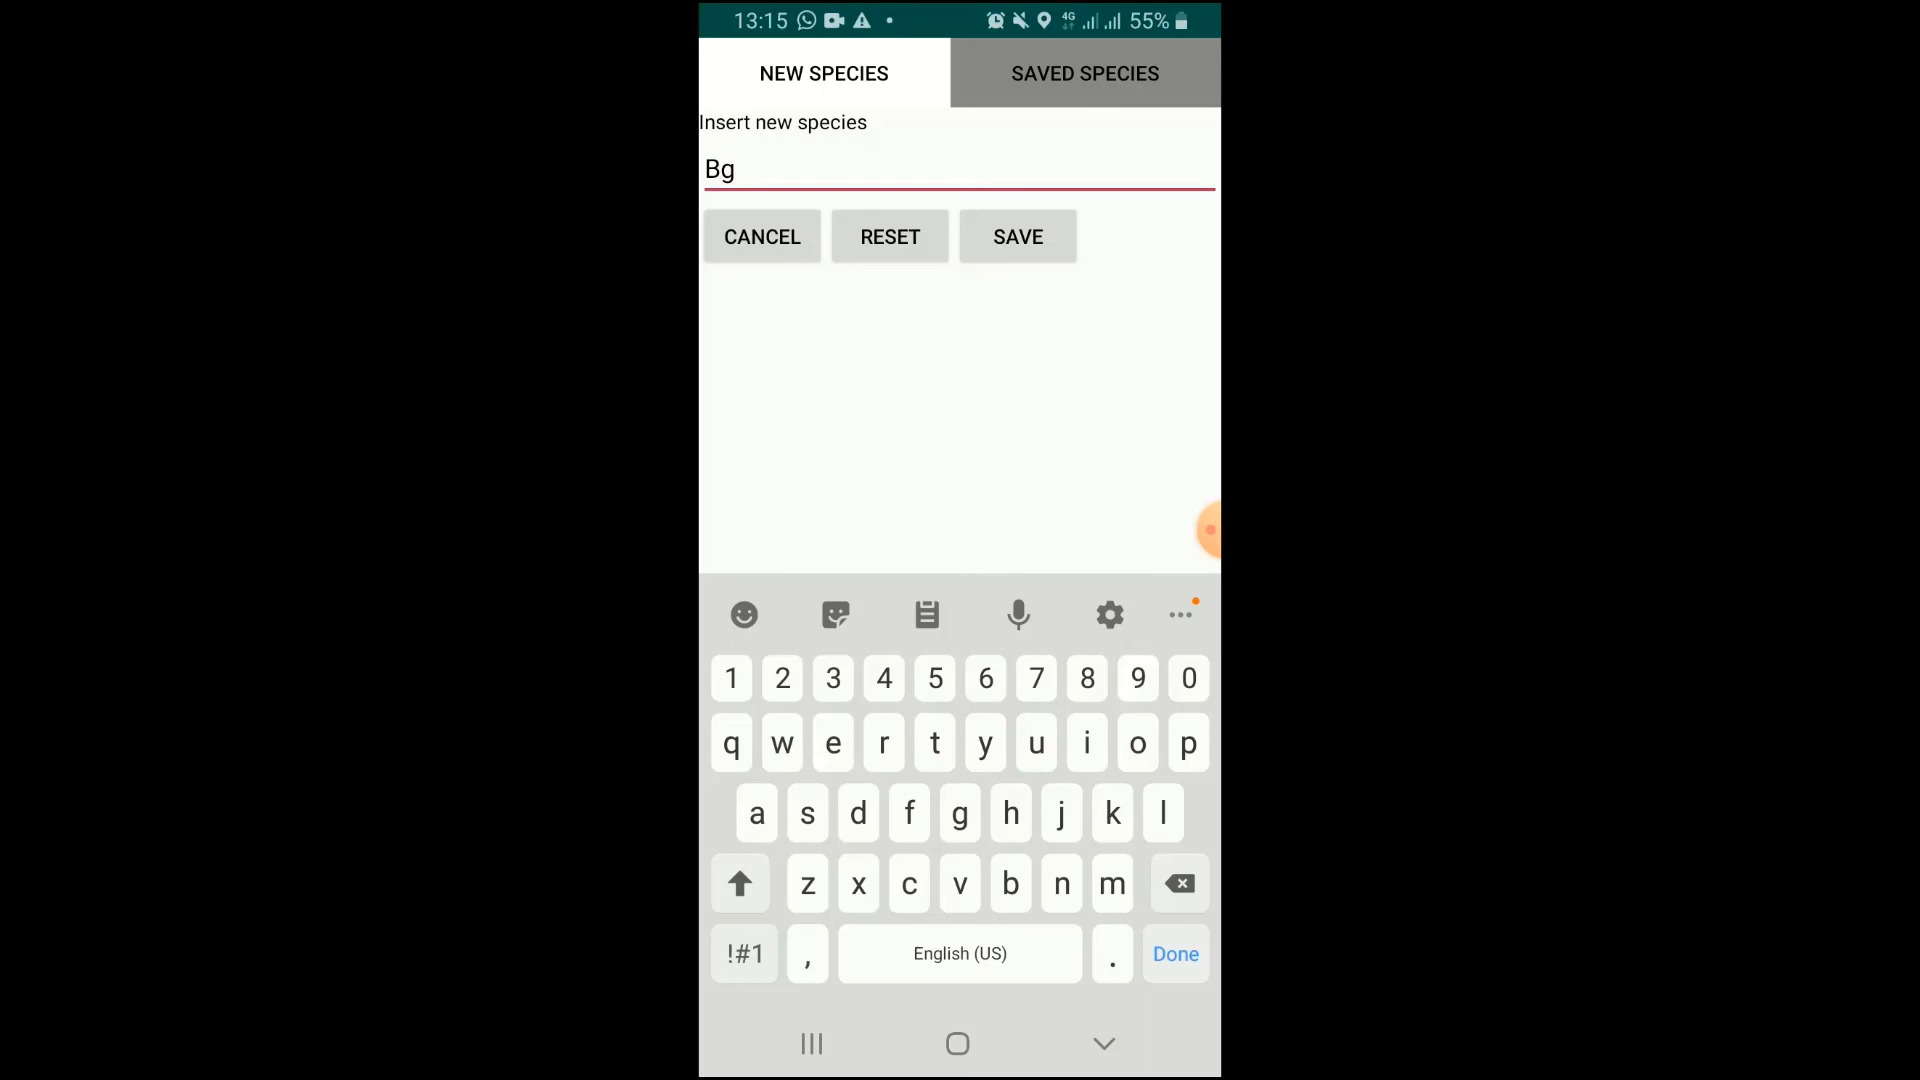 13:15 4G 55%
NEW SPECIES SAVED SPECIES
Insert new species
Bg
CANCEL RESET SAVE
1 2 3 4 5 6 7 8 9 0
q w e r t y u i o p
a s d f g h j k l
z x c v b n m
!#1 , English (US) . Done